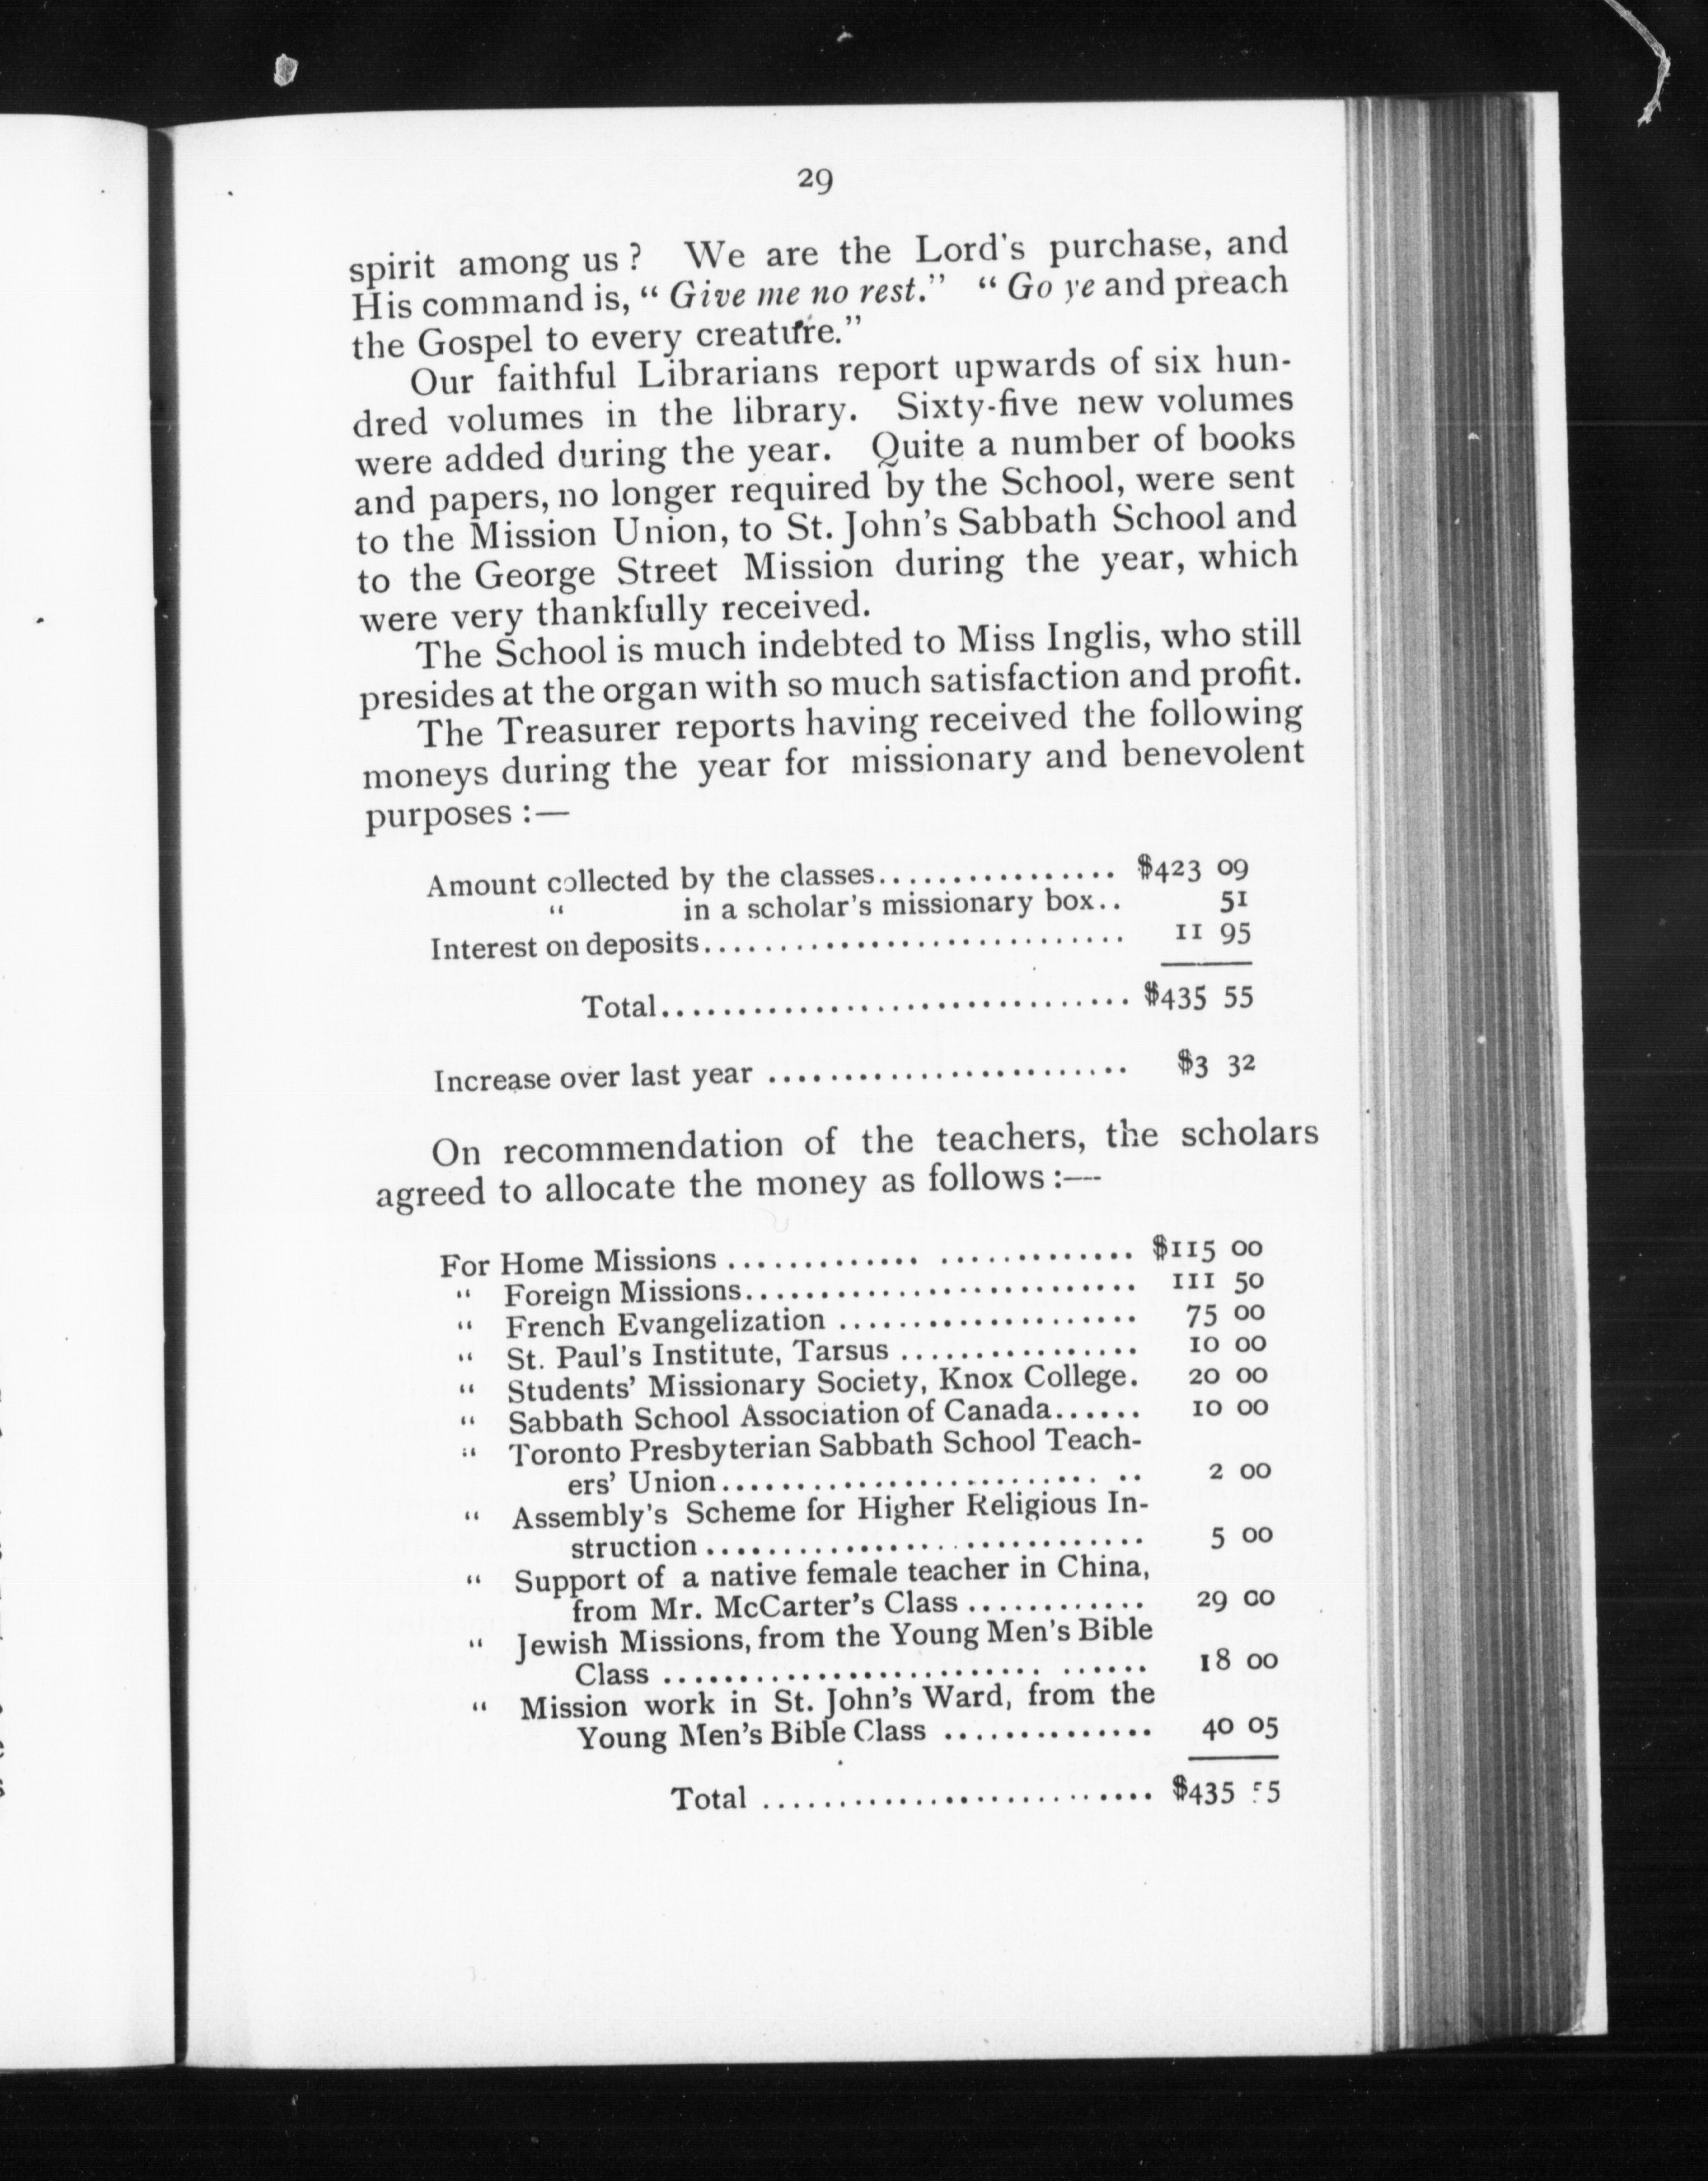 29
spirit among us ? We are the Lord's purchase, and
His command is, “ Give me no rest.” “ Go ye and preach
the Gospel to every creature.”
Our faithful Librarians report upwards of six hun-
dred volumes in the library. Sixty-five new volumes
were added during the year. Quite a number of books
and papers, no longer required by the School, were sent
to the Mission Union, to St. John’s Sabbath School and
to the George Street Mission during the year, which
were very thankfully received.
The School is much indebted to Miss Inglis, who still
presides at the organ with so much satisfaction and profit.
The Treasurer reports having received the following
moneys during the year for missionary and benevolent
purposes :—
Amount collected by the classes................ $423 09
“ in a scholar's missionary box.. 51
Interest on deposits............................ 11 95
Total............................... $435 55
Increase over last year ........................ $3 32
On recommendation of the teachers, the scholars
agreed to allocate the money as follows :—
For Home Missions ............. ............. $115 00
“ Foreign Missions.......................... 111 50
“ French Evangelization .................... 75 00
“ St. Paul's Institute, Tarsus ................ 10 00
“ Students’ Missionary Society, Knox College. 20 00
“ Sabbath School Association of Canada...... 10 00
“ Toronto Presbyterian Sabbath School Teach-
ers’ Union......................... .. 2 00
“ Assembly's Scheme for Higher Religious In-
struction ............................. 5 00
“ Support of a native female teacher in China,
from Mr. McCarter's Class ............ 29 00
“ Jewish Missions, from the Young Men's Bible
Class ......................... ...... 18 00
“ Mission work in St. John’s Ward, from the
Young Men's Bible Class .............. 40 05
Total .......................... $435 55